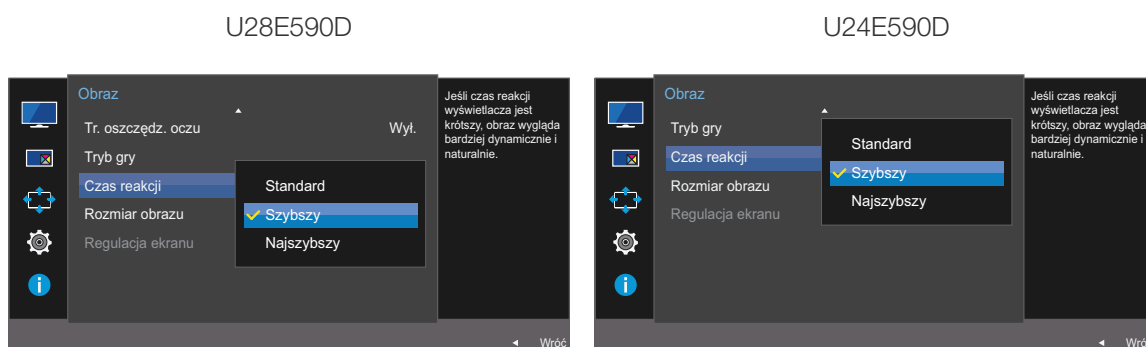 U28E590D
Obraz
Tr. oszczędz. oczu Wył.
Tryb gry
Czas reakcji
Rozmiar obrazu
Regulacja ekranu
Standard
Szybszy
Najszybszy
Jeśli czas reakcji
wyświetlacza jest
krótszy, obraz wygląda
bardziej dynamicznie i
naturalnie.
Wróć
U24E590D
Obraz
Tryb gry
Czas reakcji
Rozmiar obrazu
Regulacja ekranu
Standard
Szybszy
Najszybszy
Jeśli czas reakcji
wyświetlacza jest
krótszy, obraz wygląda
bardziej dynamicznie i
naturalnie.
Wró